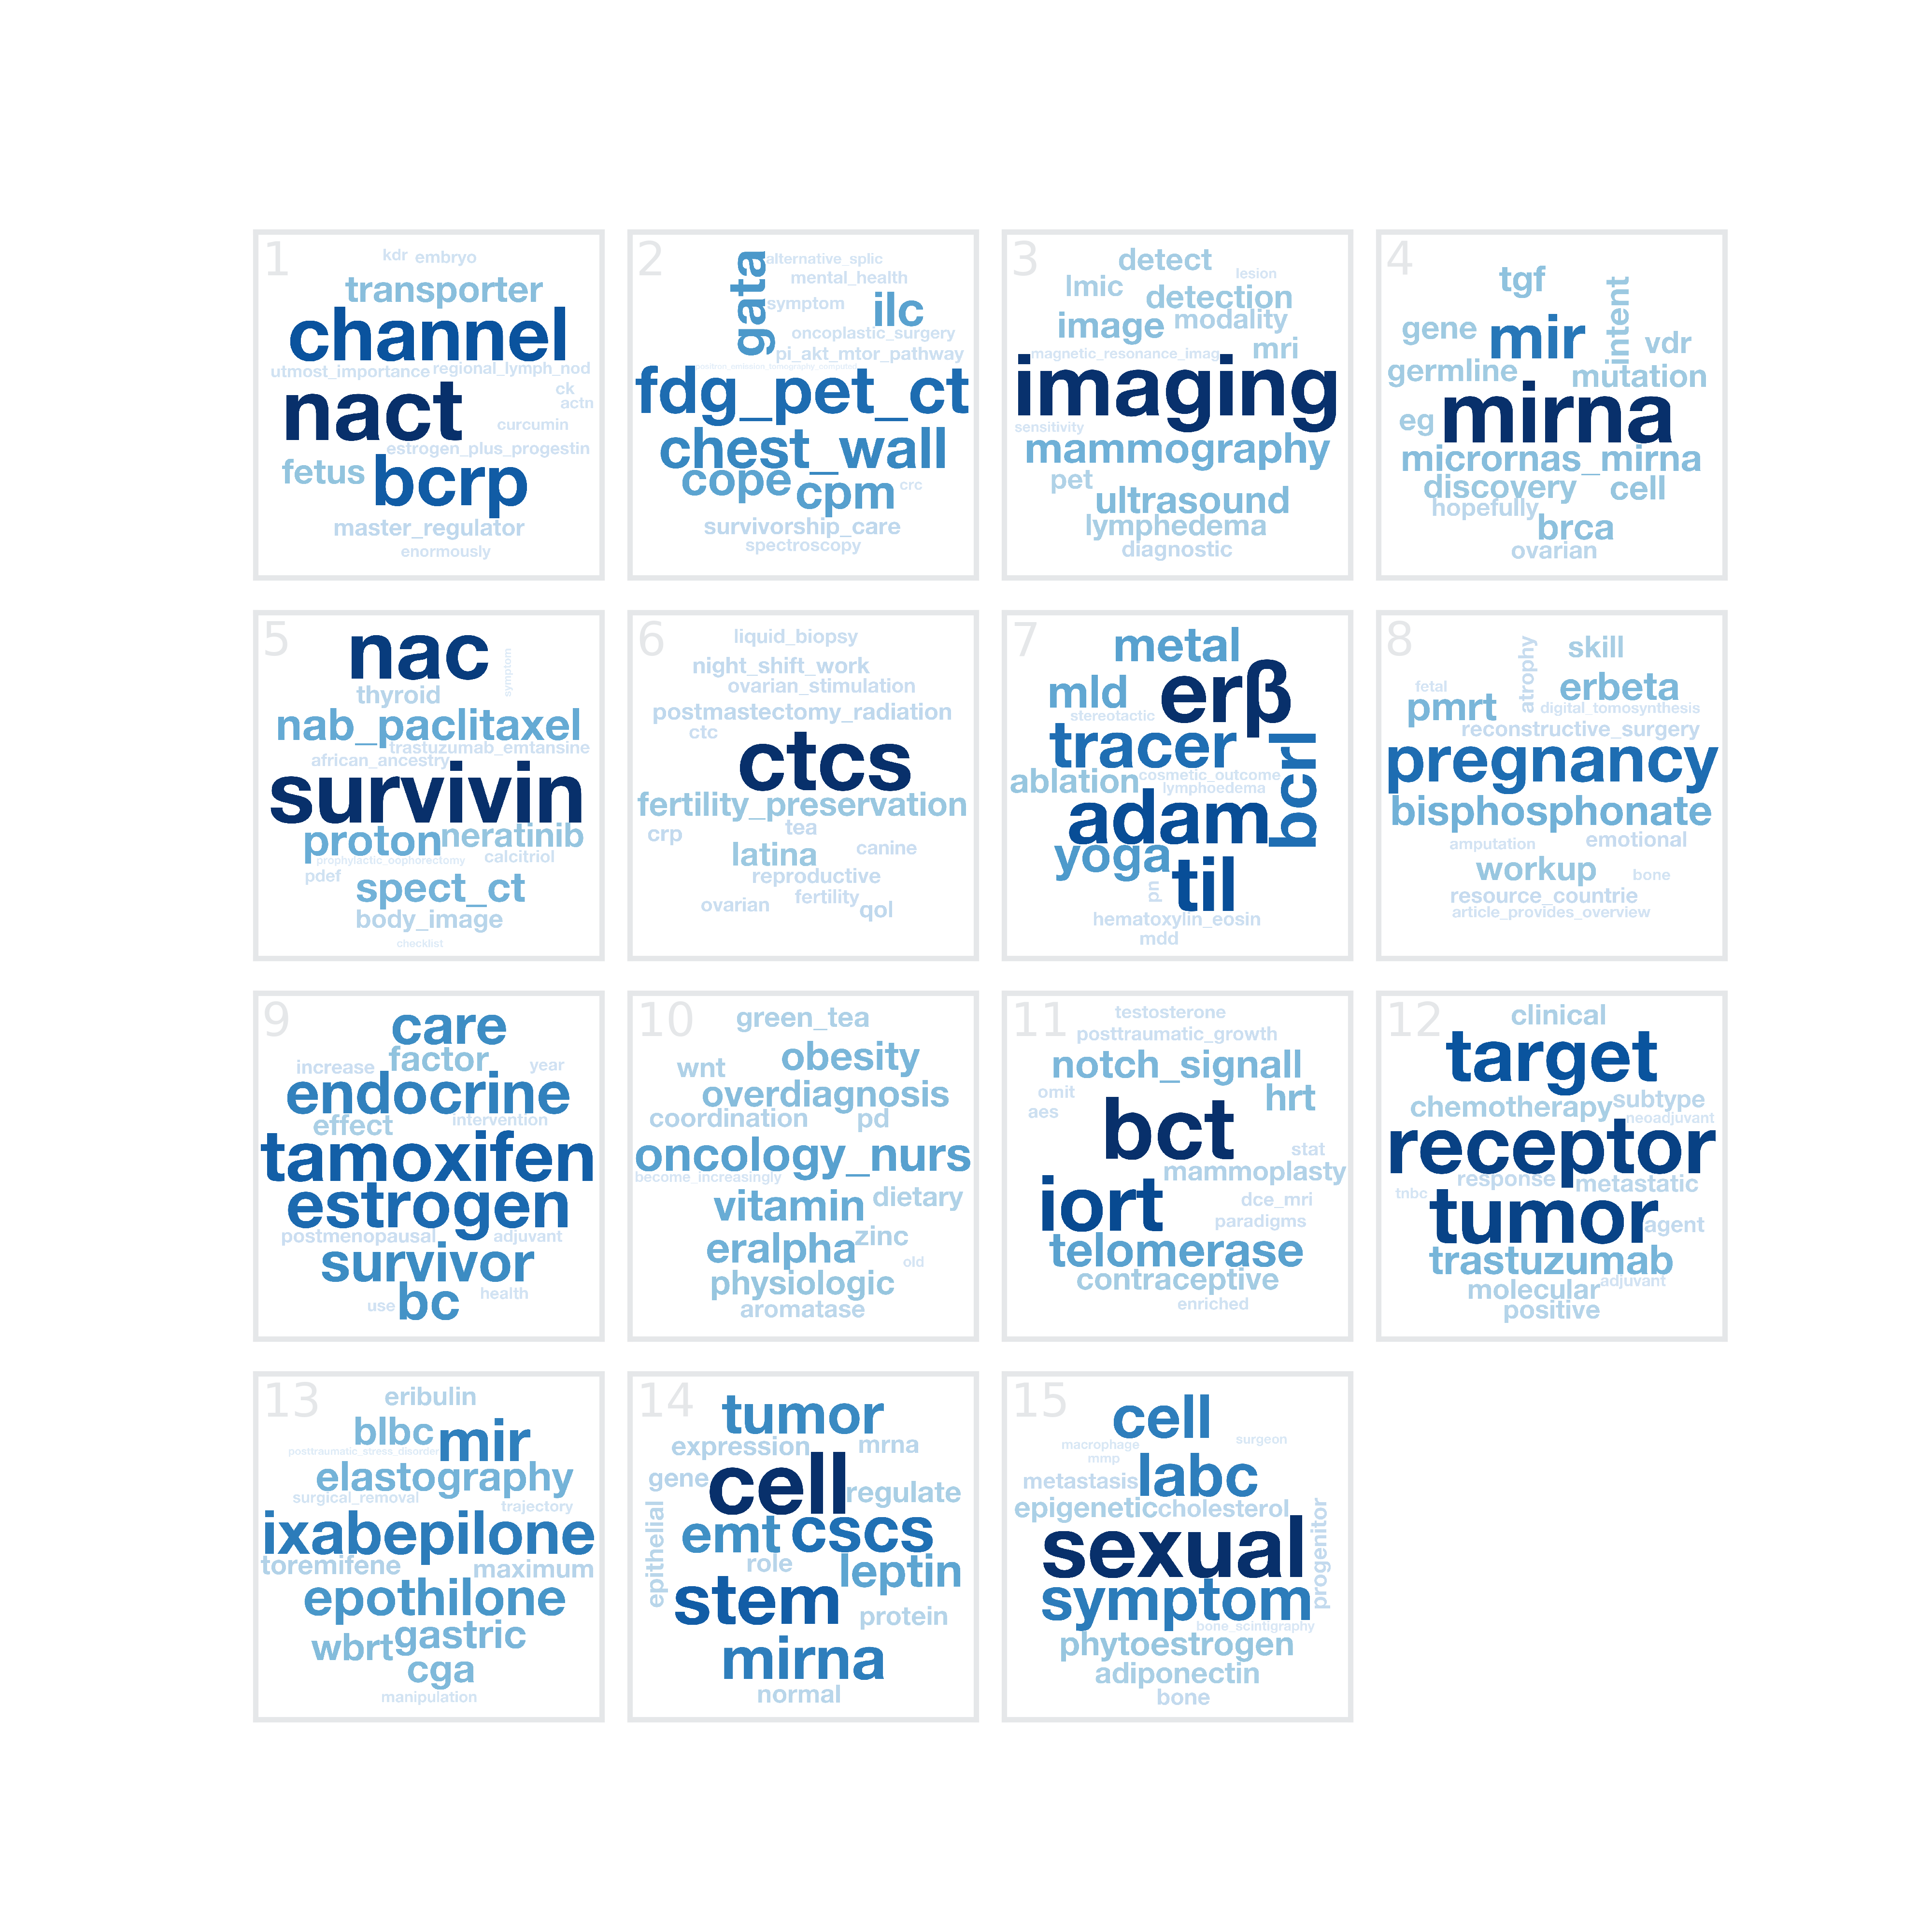 1
kdr embryo
transporter
channel
utmost_importance regional_lymph_nod
nact
ck
actn
curcumin
estrogen_plus_progestin
fetus
bcrp
master_regulator
enormously
2
gata
alternative_splic
mental_health
symptom
ilc
oncoplastic_surgery
pi_akt_mtor_pathway
fdg_pet_ct
chest_wall
cope
cpm
crc
survivorship_care
spectroscopy
3
detect
lesion
lmic
detection
image
modality
magnetic_resonance_imag
mri
imaging
sensitivity
mammography
pet
ultrasound
lymphedema
diagnostic
4
tgf
intent
gene
mir
vdr
germline
mutation
mirna
eg
micrornas_mirna
discovery
cell
hopefully
brca
ovarian
5
nac
symptom
thyroid
nab_paclitaxel
trastuzumab_emtansine
african_ancestry
survivin
proton
neratinib
prophylactic_oophorectomy
calcitriol
pdef
spect_ct
body_image
checklist
6
liquid_biopsy
night_shift_work
ovarian_stimulation
postmastectomy_radiation
ctc
ctcs
fertility_preservation
crp
tea
latina
canine
reproductive
fertility
ovarian
qol
7
metal
erβ
mld
stereotactic
tracer
bcrl
ablation
cosmetic_outcome
lymphoedema
adam
yoga
til
pn
hematoxylin_eosin
mdd
8
atrophy
skill
fetal
erbeta
pmrt
digital_tomosynthesis
reconstructive_surgery
pregnancy
bisphosphonate
amputation
emotional
workup
bone
resource_countrie
article_provides_overview
9
care
factor
increase
year
endocrine
effect
intervention
tamoxifen
estrogen
postmenopausal
adjuvant
survivor
health
use
bc
10
green_tea
obesity
wnt
overdiagnosis
coordination
pd
oncology_nurs
become_increasingly
vitamin
dietary
eralpha
zinc
old
physiologic
aromatase
11
testosterone
posttraumatic_growth
notch_signall
omit
hrt
aes
bct
stat
mammoplasty
iort
dce_mri
paradigms
telomerase
contraceptive
enriched
12
clinical
target
chemotherapy
subtype
neoadjuvant
receptor
response
metastatic
tnbc
tumor
agent
trastuzumab
molecular
adjuvant
positive
13
eribulin
blbc
mir
posttraumatic_stress_disorder
elastography
surgical_removal
trajectory
ixabepilone
toremifene
maximum
epothilone
wbrt
gastric
cga
manipulation
14
tumor
expression
mrna
gene
cell
regulate
epithelial
emt
cscs
role
leptin
stem
protein
mirna
normal
15
cell
macrophage
surgeon
mmp
metastasis
labc
epigenetic
cholesterol
progenitor
sexual
symptom
bone_scintigraphy
phytoestrogen
adiponectin
bone